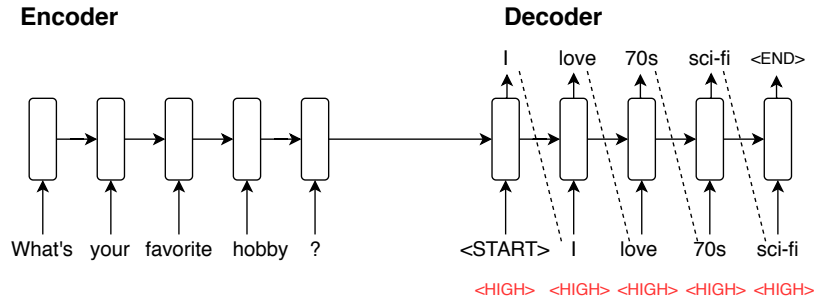 Encoder
Decoder
I love 70s sci-fi <END>
What's your favorite hobby ?
<START> I love 70s sci-fi
<HIGH> <HIGH> <HIGH> <HIGH> <HIGH>